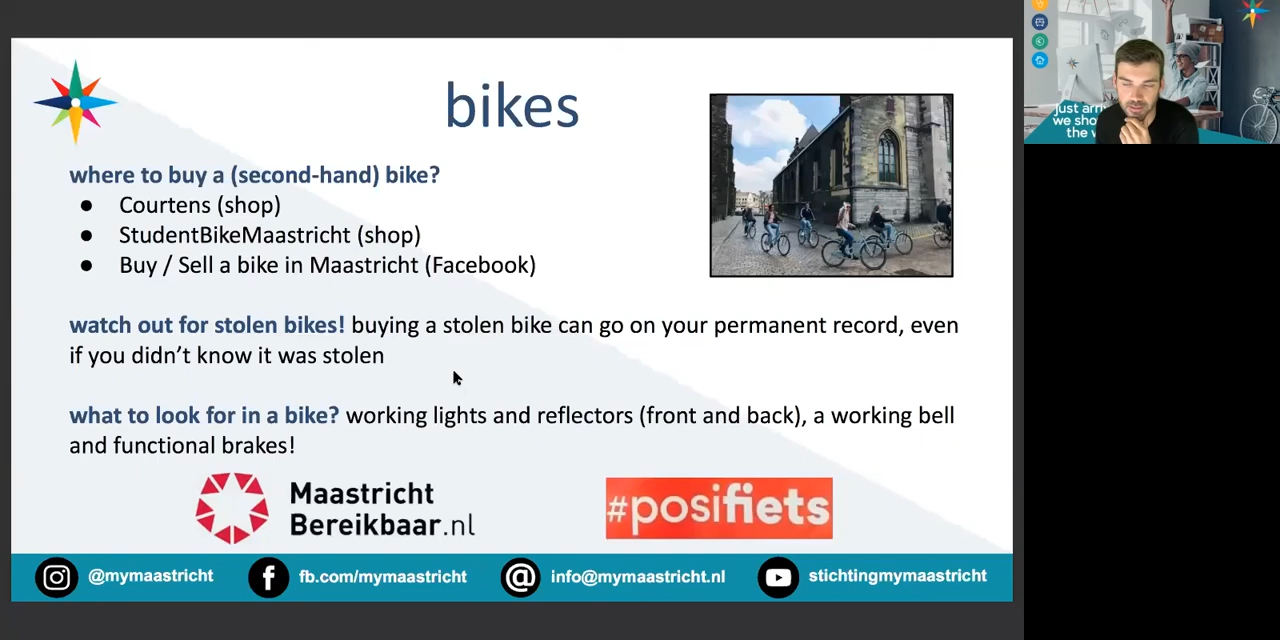 bikes
where to buy a (second-hand) bike?
● Courtens (shop)
● StudentBikeMaastricht (shop)
● Buy / Sell a bike in Maastricht (Facebook)
watch out for stolen bikes! buying a stolen bike can go on your permanent record, even
if you didn't know it was stolen
what to look for in a bike? working lights and reflectors (front and back), a working bell
and functional brakes!
Maastricht
Bereikbaar.nl
#posifiets
@mymaastricht
fb.com/mymaastricht
info@mymaastricht.nl
stichtingmymaastricht
just
we
the